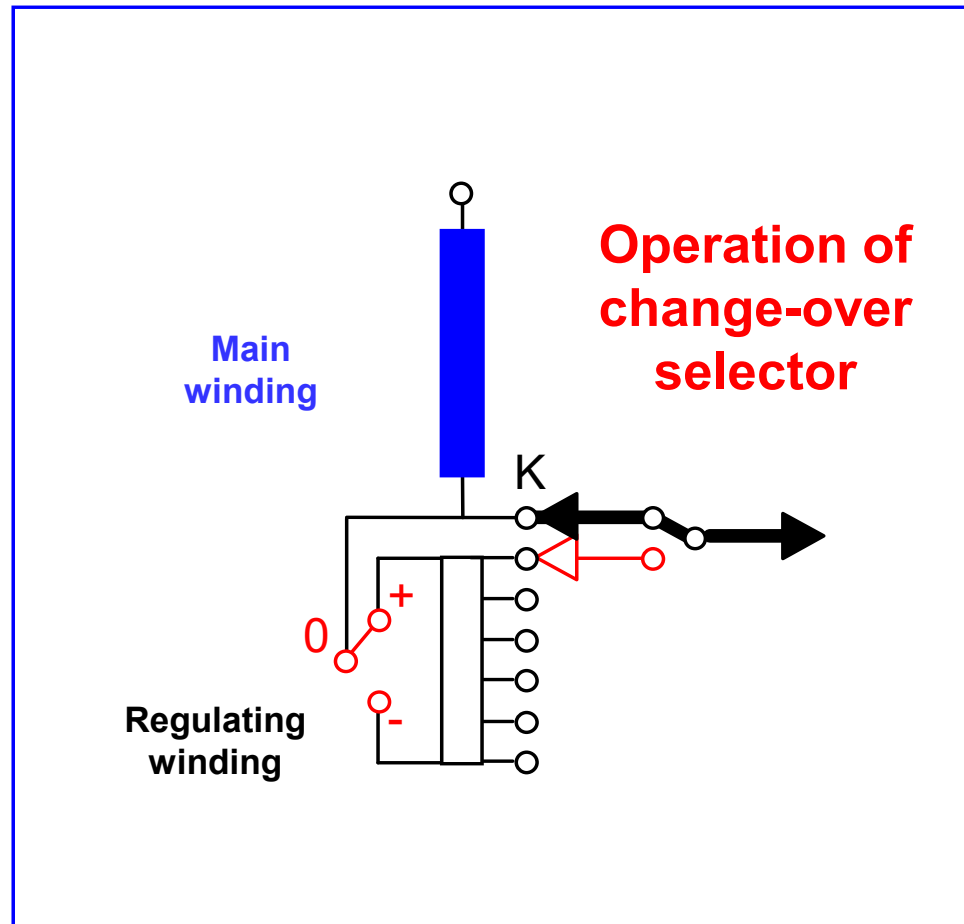 Operation of
change-over
selector
Main
winding
K
+
0
-
Regulating
winding